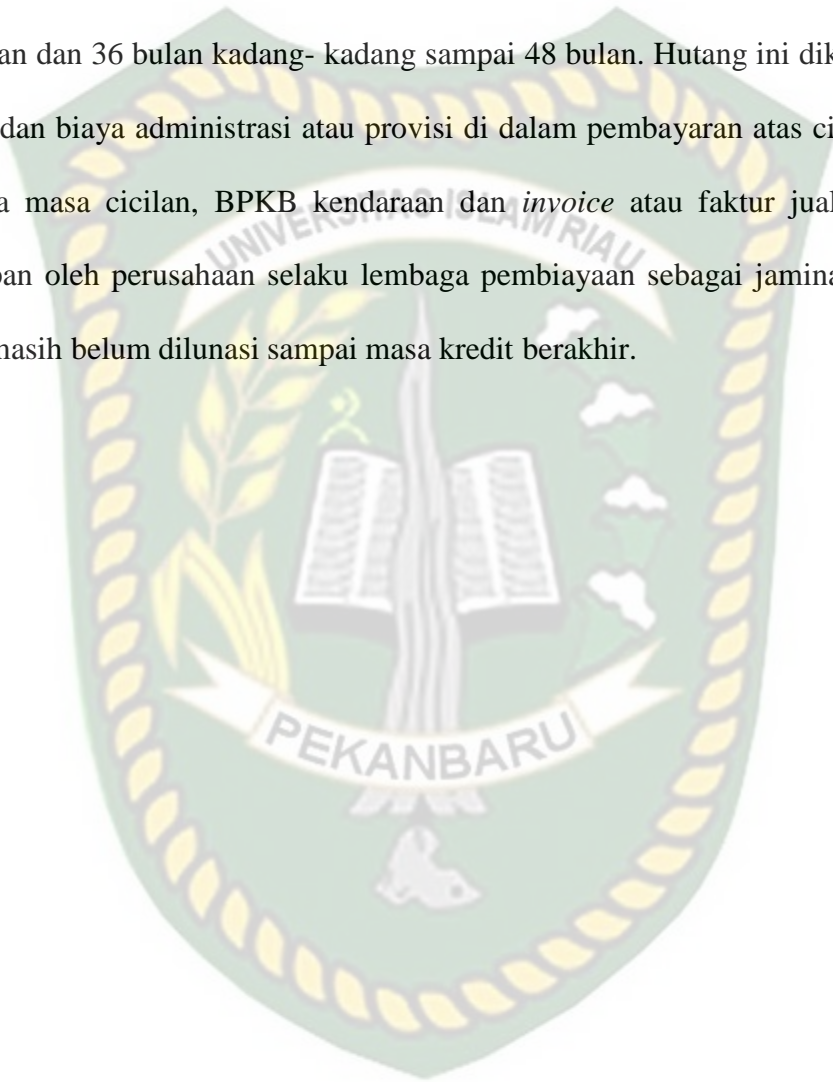 an dan 36 bulan kadang- kadang sampai 48 bulan. Hutang ini dik
dan biaya administrasi atau provisi di dalam pembayaran atas ci
a masa cicilan, BPKB kendaraan dan invoice atau faktur jual
pan oleh perusahaan selaku lembaga pembiayaan sebagai jamina
masih belum dilunasi sampai masa kredit berakhir.
UNIVERSITAS ISLAM RIAU
PEKANBARU